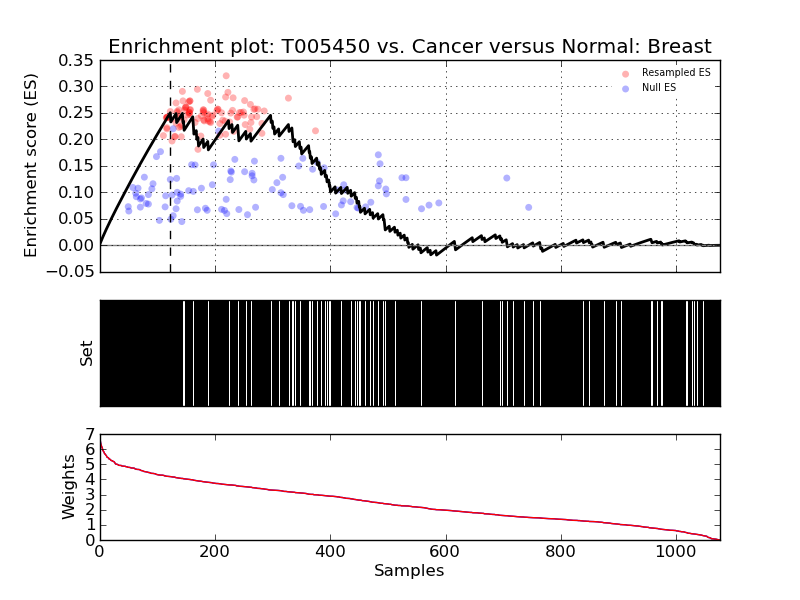 Enrichment plot: T005450 vs. Cancer versus Normal: Breast
Enrichment score (ES)
0.35
0.30
0.25
0.20
0.15
0.10
0.05
0.00
−0.05
Resampled ES
Null ES
Set
Weights
7
6
5
4
3
2
1
0
0 200 400 600 800 1000
Samples